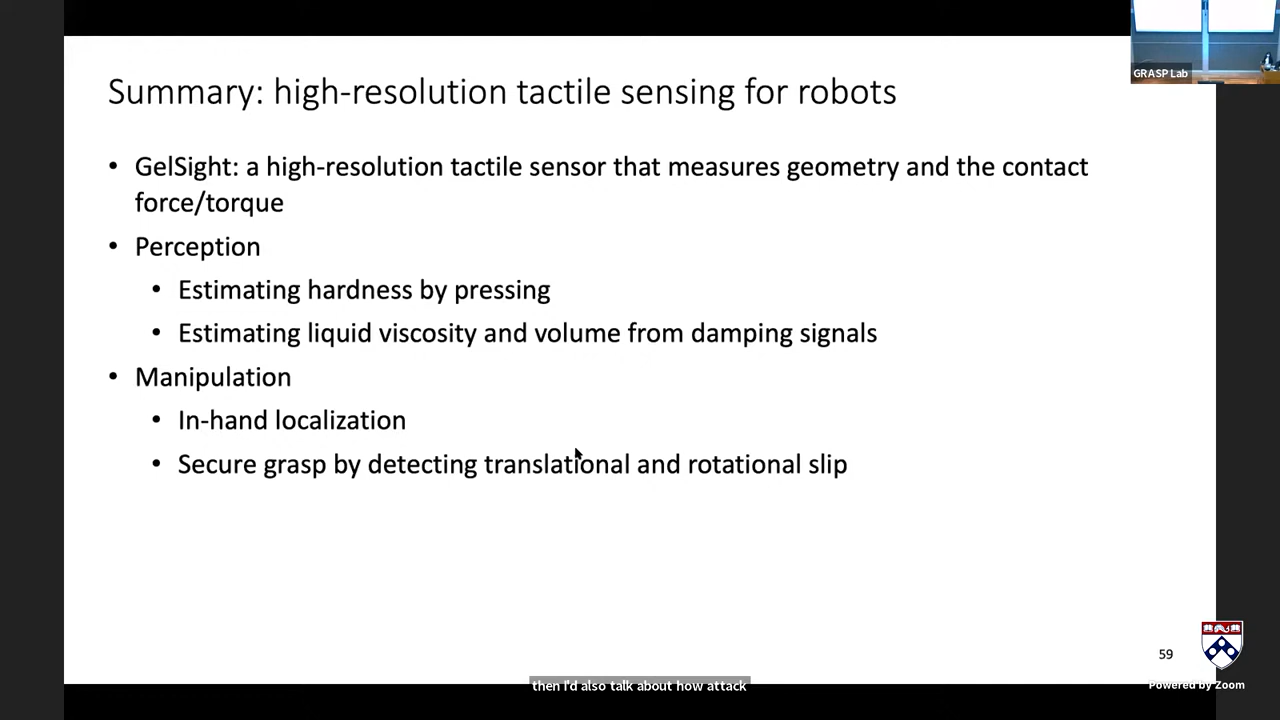 GRASP Lab
Summary: high-resolution tactile sensing for robots
• GelSight: a high-resolution tactile sensor that measures geometry and the contact
force/torque
• Perception
• Estimating hardness by pressing
• Estimating liquid viscosity and volume from damping signals
• Manipulation
• In-hand localization
• Secure grasp by detecting translational and rotational slip
59
Powered by Zoom
then I'd also talk about how attack